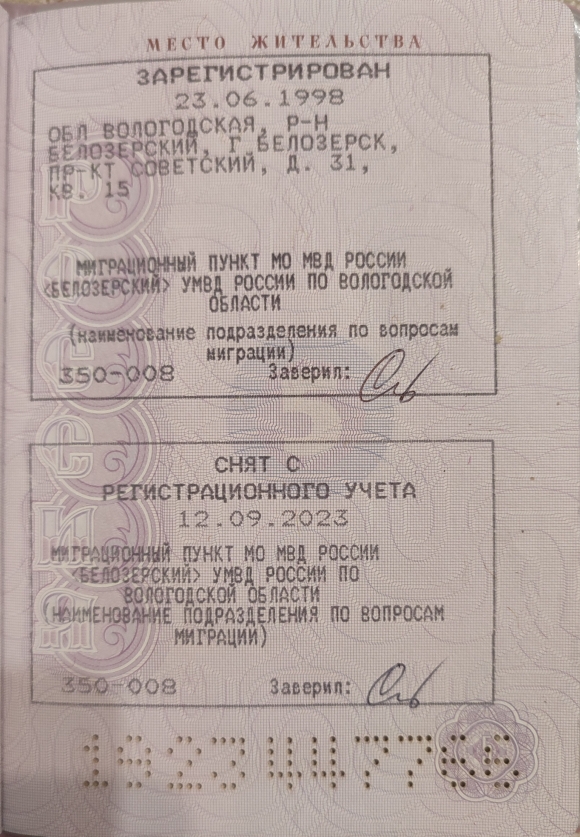 МЕСТО ЖИТЕЛЬСТВА
ЗАРЕГИСТРИРОВАН
23.06.1998
ОБЛ ВОЛОГОДСКАЯ, Р-Н
БЕЛОЗЕРСКИЙ, Г БЕЛОЗЕРСК,
ПР-КТ СОВЕТСКИЙ, Д. 31,
КВ. 15
МИГРАЦИОННЫЙ ПУНКТ МО МВД РОССИИ
<БЕЛОЗЕРСКИЙ> УМВД РОССИИ ПО ВОЛОГОДСКОЙ
ОБЛАСТИ
(наименование подразделения по вопросам
миграции)
350-008 Заверил:
СНЯТ С
РЕГИСТРАЦИОННОГО УЧЕТА
12.09.2023
МИГРАЦИОННЫЙ ПУНКТ МО МВД РОССИИ
<БЕЛОЗЕРСКИЙ> УМВД РОССИИ ПО
ВОЛОГОДСКОЙ ОБЛАСТИ
(НАИМЕНОВАНИЕ ПОДРАЗДЕЛЕНИЯ ПО ВОПРОСАМ
МИГРАЦИИ)
350-008 Заверил: